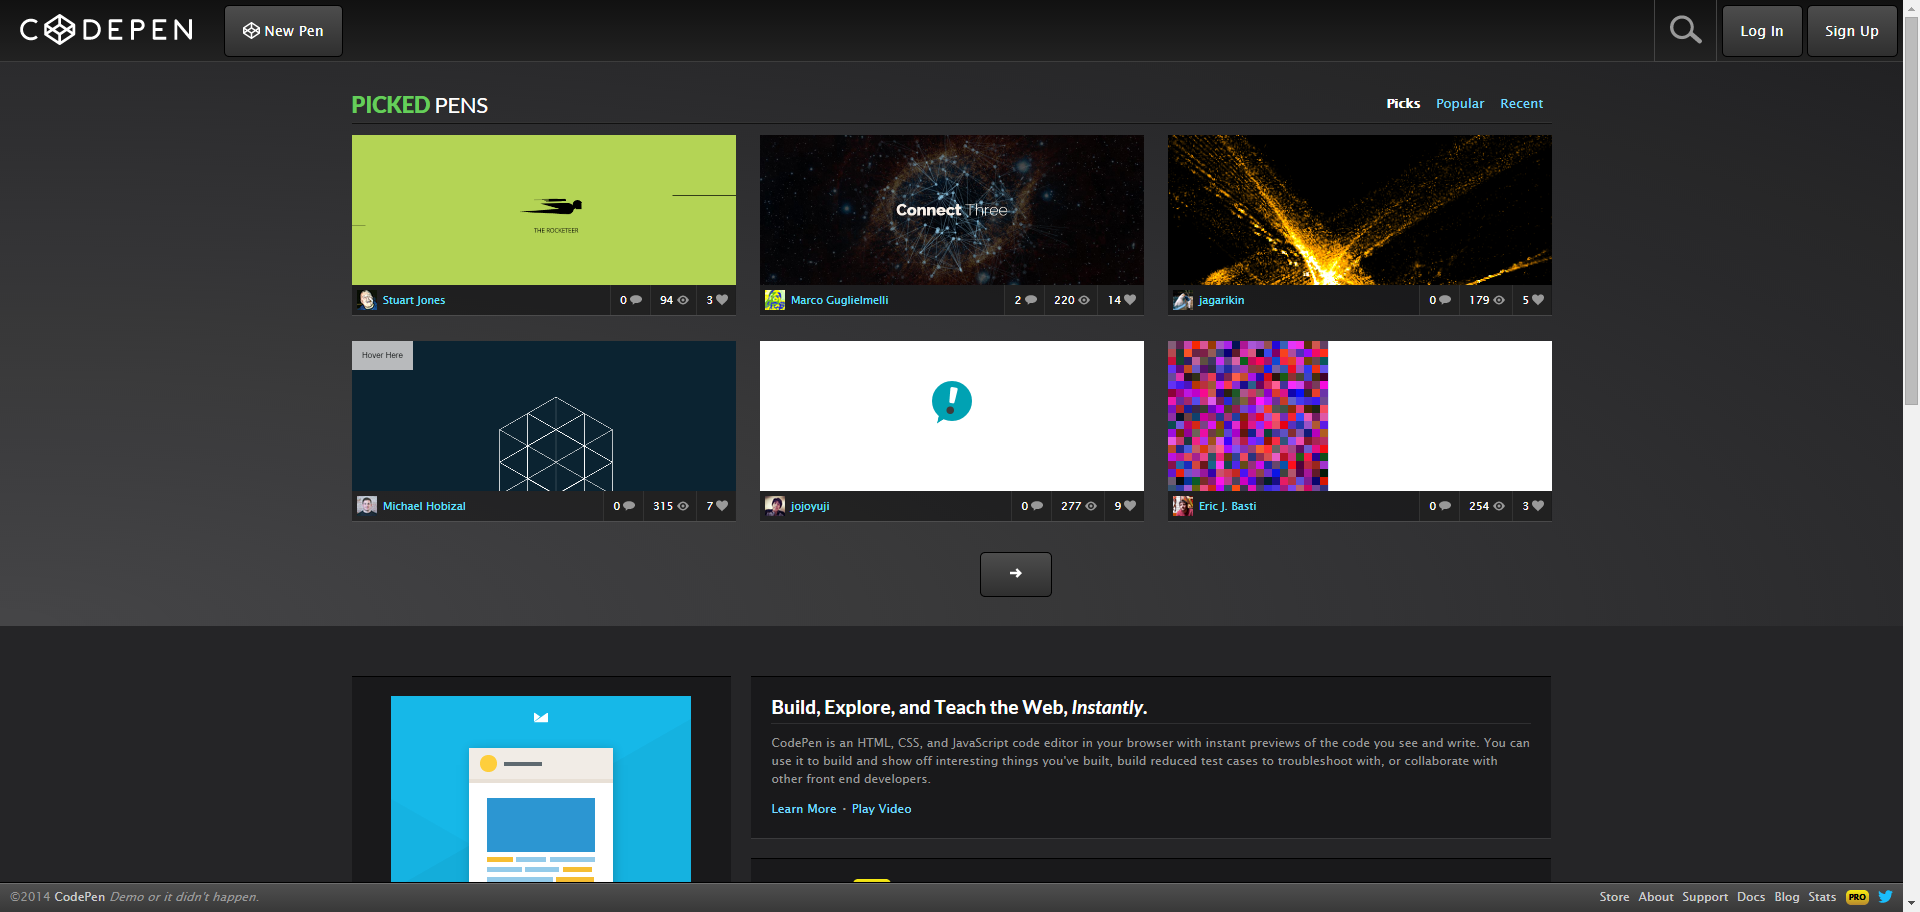 CODEPEN
New Pen
Log In
Sign Up
PICKED PENS
Picks Popular Recent
THE ROCKETEER
Connect Three
Stuart Jones 0 94 3
Marco Guglielmelli 2 220 14
jagarikin 0 179 5
Hover Here
Michael Hobizal 0 315 7
jojoyuji 0 277 9
Eric J. Basti 0 254 3
Build, Explore, and Teach the Web, Instantly.
CodePen is an HTML, CSS, and JavaScript code editor in your browser with instant previews of the code you see and write. You can
use it to build and show off interesting things you've built, build reduced test cases to troubleshoot with, or collaborate with
other front end developers.
Learn More · Play Video
©2014 CodePen Demo or it didn't happen.
Store About Support Docs Blog Stats PRO